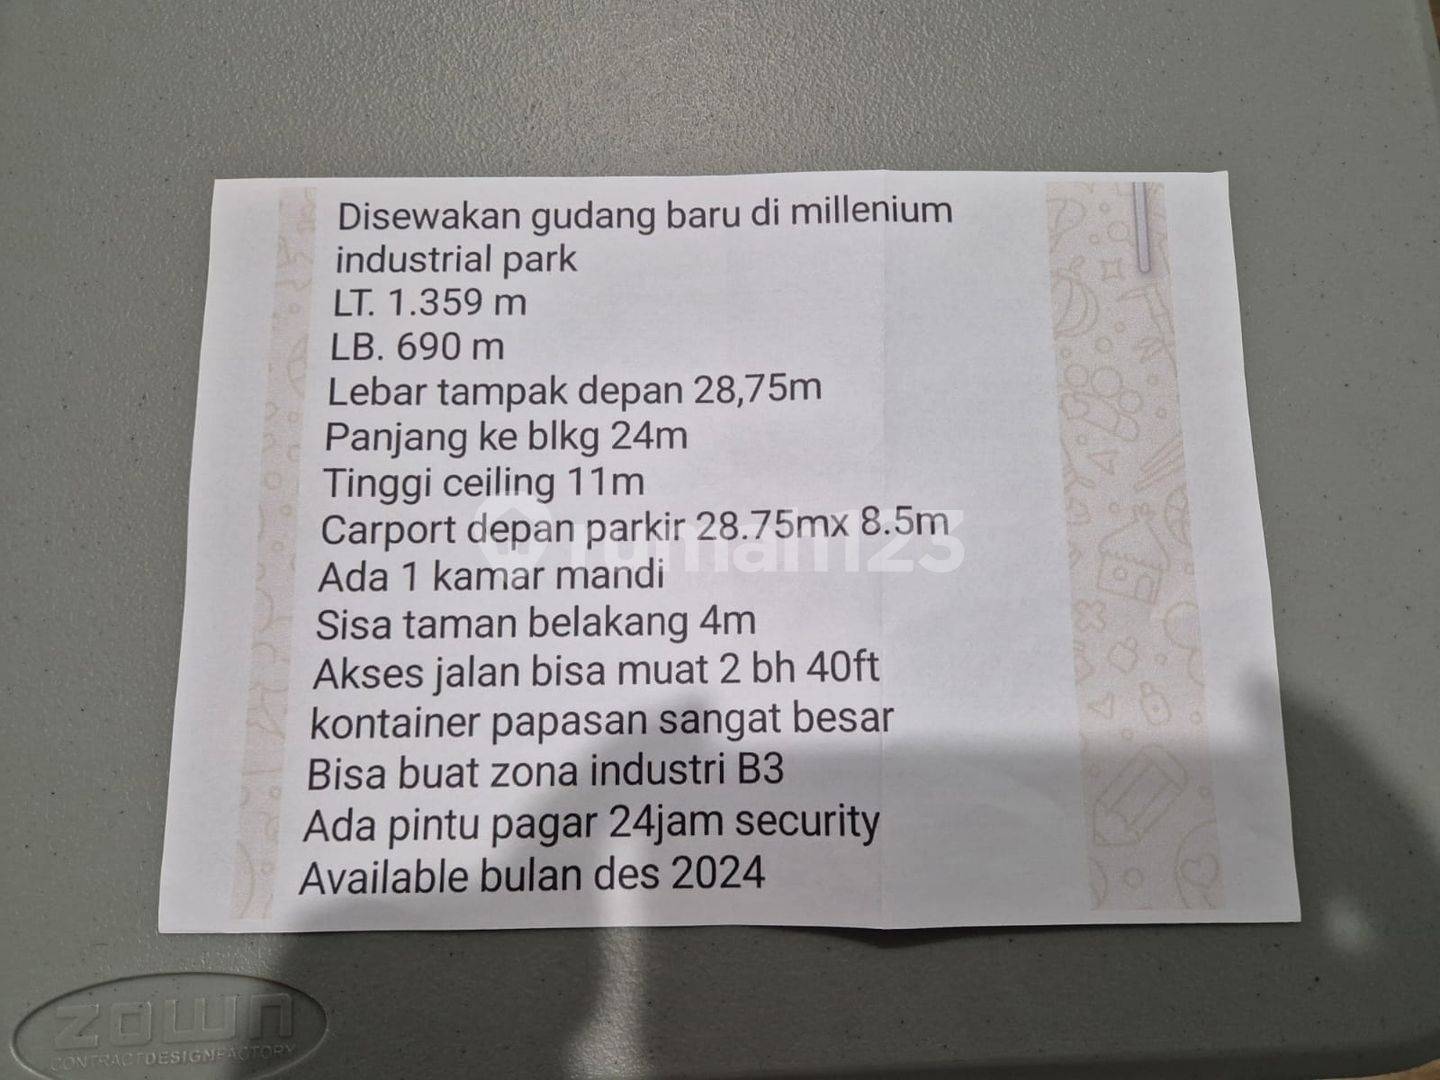 Disewakan gudang baru di millenium
industrial park
LT. 1.359 m
LB. 690 m
Lebar tampak depan 28,75m
Panjang ke blkg 24m
Tinggi ceiling 11m
Carport depan parkir 28.75mx 8.5m
rumah123
Ada 1 kamar mandi
Sisa taman belakang 4m
Akses jalan bisa muat 2 bh 40ft
kontainer papasan sangat besar
Bisa buat zona industri B3
Ada pintu pagar 24jam security
Available bulan des 2024
zown
CONTRACTDESIGNFACTORY